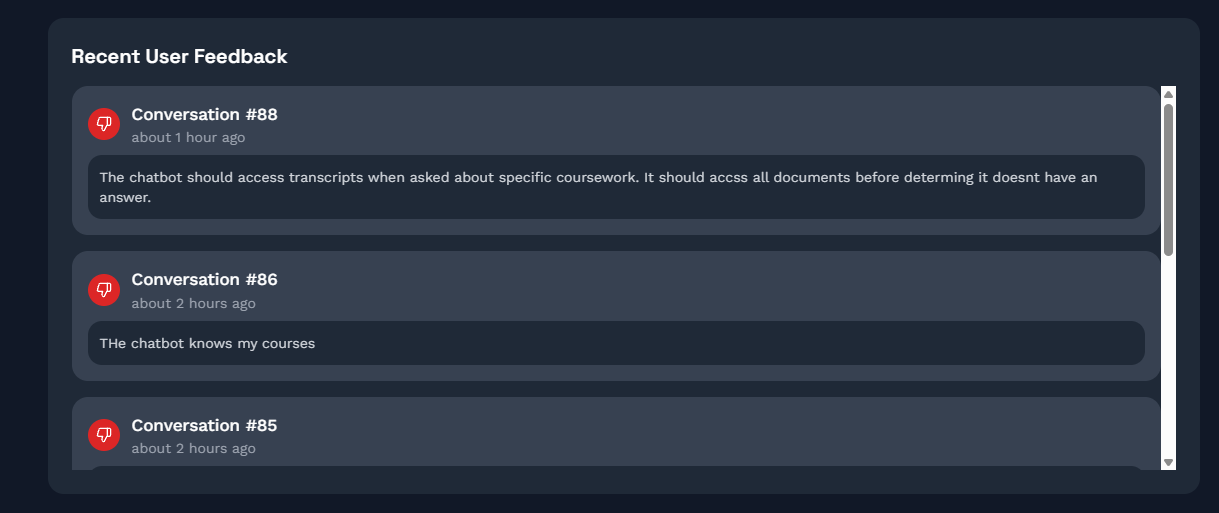 Recent User Feedback
Conversation #88
about 1 hour ago
The chatbot should access transcripts when asked about specific coursework. It should accss all documents before determing it doesnt have an
answer.
Conversation #86
about 2 hours ago
THe chatbot knows my courses
Conversation #85
about 2 hours ago